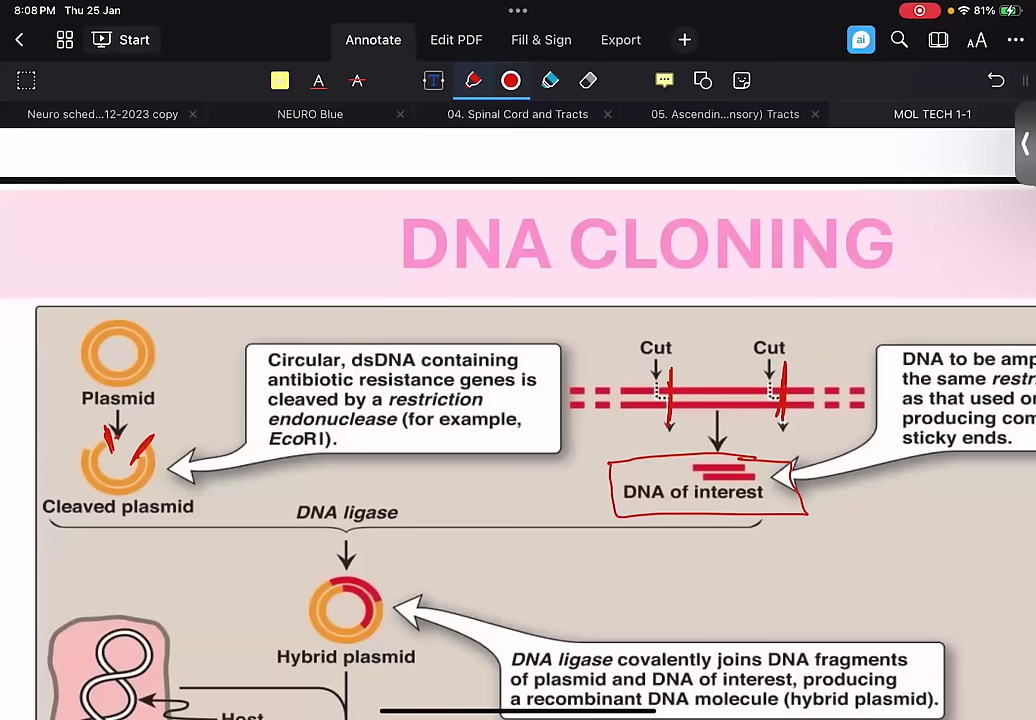 8:08 PM Thu 25 Jan
81%
Start
Annotate
Edit PDF
Fill & Sign
Export
ai
AA
A
A
T
Neuro sched...12-2023 copy
NEURO Blue
04. Spinal Cord and Tracts
05. Ascendin...nsory) Tracts
MOL TECH 1-1
DNA CLONING
Plasmid
Cleaved plasmid
Circular, dsDNA containing
antibiotic resistance genes is
cleaved by a restriction
endonuclease (for example,
EcoRI).
Cut
Cut
DNA of interest
DNA to be amp
the same restr
as that used o
producing com
sticky ends.
DNA ligase
Hybrid plasmid
DNA ligase covalently joins DNA fragments
of plasmid and DNA of interest, producing
a recombinant DNA molecule (hybrid plasmid).
Host